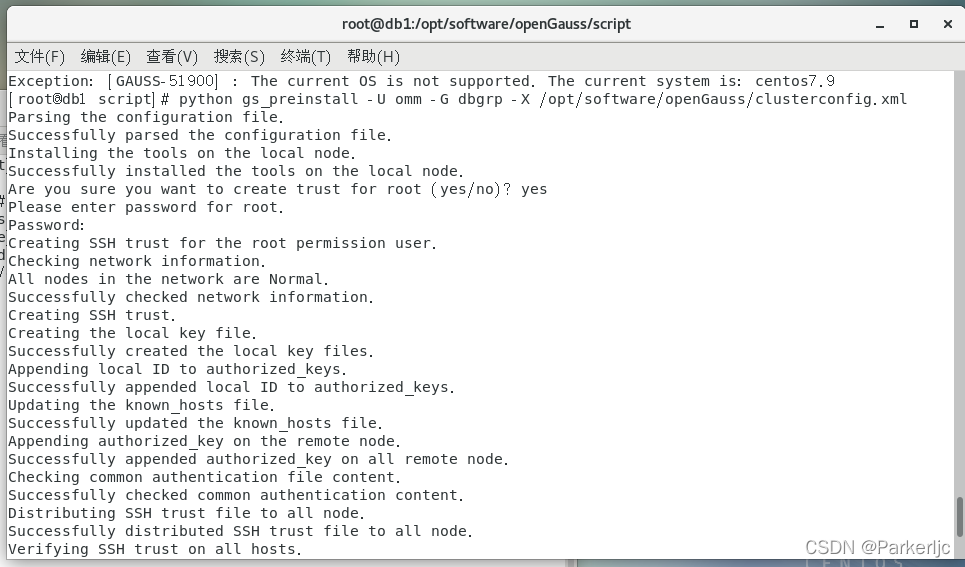 root@db1:/opt/software/openGauss/script
文件(F) 编辑(E) 查看(V) 搜索(S) 终端(T) 帮助(H)
Exception: [GAUSS-51900] : The current OS is not supported. The current system is: centos7.9
[root@db1 script]# python gs_preinstall -U omm -G dbgrp -X /opt/software/openGauss/clusterconfig.xml
Parsing the configuration file.
Successfully parsed the configuration file.
Installing the tools on the local node.
Successfully installed the tools on the local node.
Are you sure you want to create trust for root (yes/no)? yes
Please enter password for root.
Password:
Creating SSH trust for the root permission user.
Checking network information.
All nodes in the network are Normal.
Successfully checked network information.
Creating SSH trust.
Creating the local key file.
Successfully created the local key files.
Appending local ID to authorized_keys.
Successfully appended local ID to authorized_keys.
Updating the known_hosts file.
Successfully updated the known_hosts file.
Appending authorized_key on the remote node.
Successfully appended authorized_key on all remote node.
Checking common authentication file content.
Successfully checked common authentication content.
Distributing SSH trust file to all node.
Successfully distributed SSH trust file to all node.
Verifying SSH trust on all hosts.
CSDN @Parkerljc